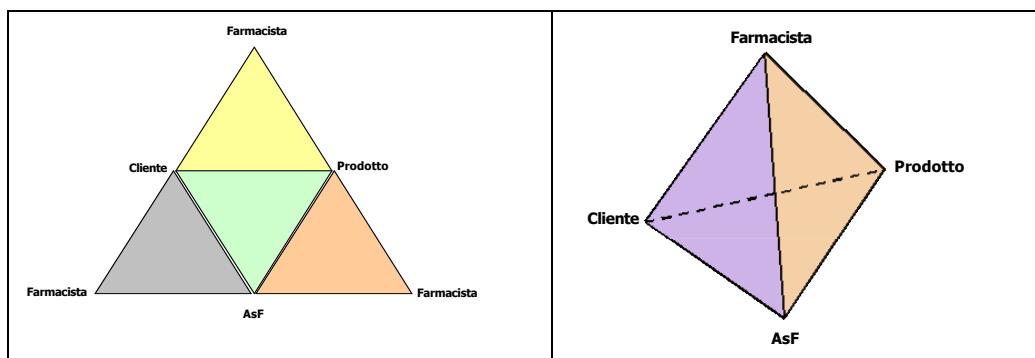 Farmacista
Cliente
Prodotto
Farmacista
Farmacista
AsF
Farmacista
Prodotto
Cliente
AsF